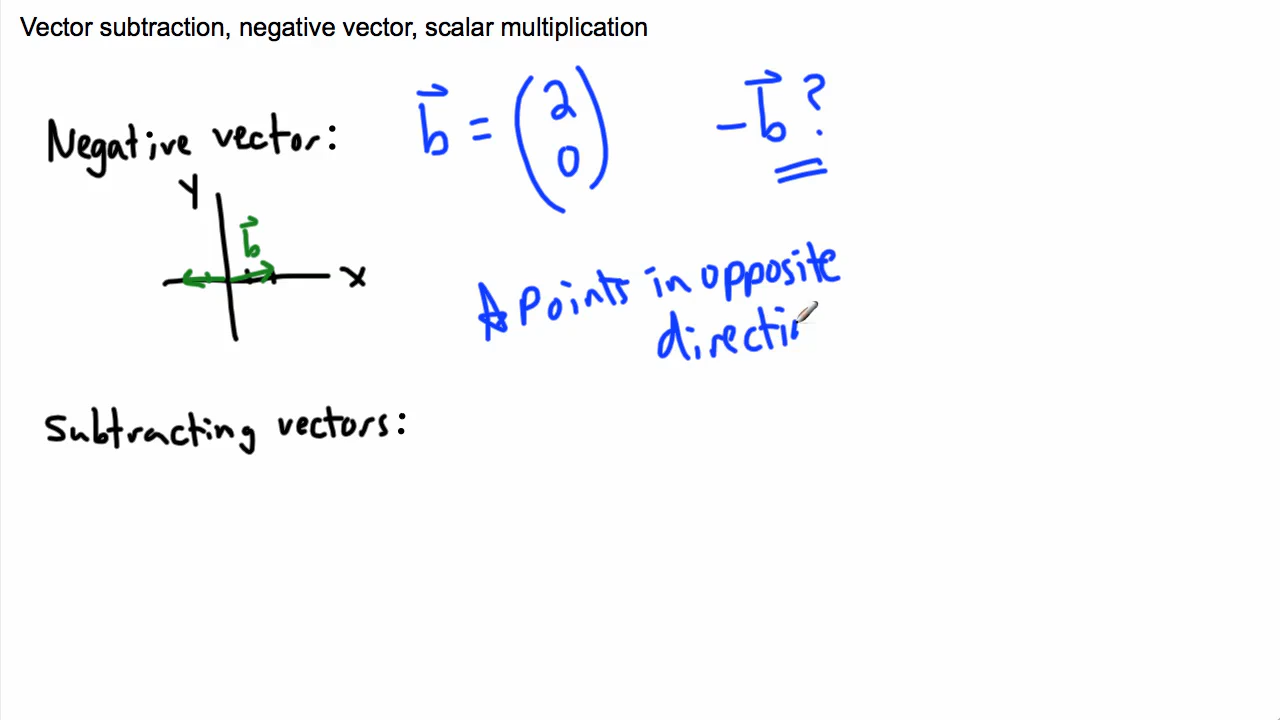 Vector subtraction, negative vector, scalar multiplication
Negative vector:
b = (2 0)
-b ?
Y
b
X
Points in opposite
directi
Subtracting vectors: